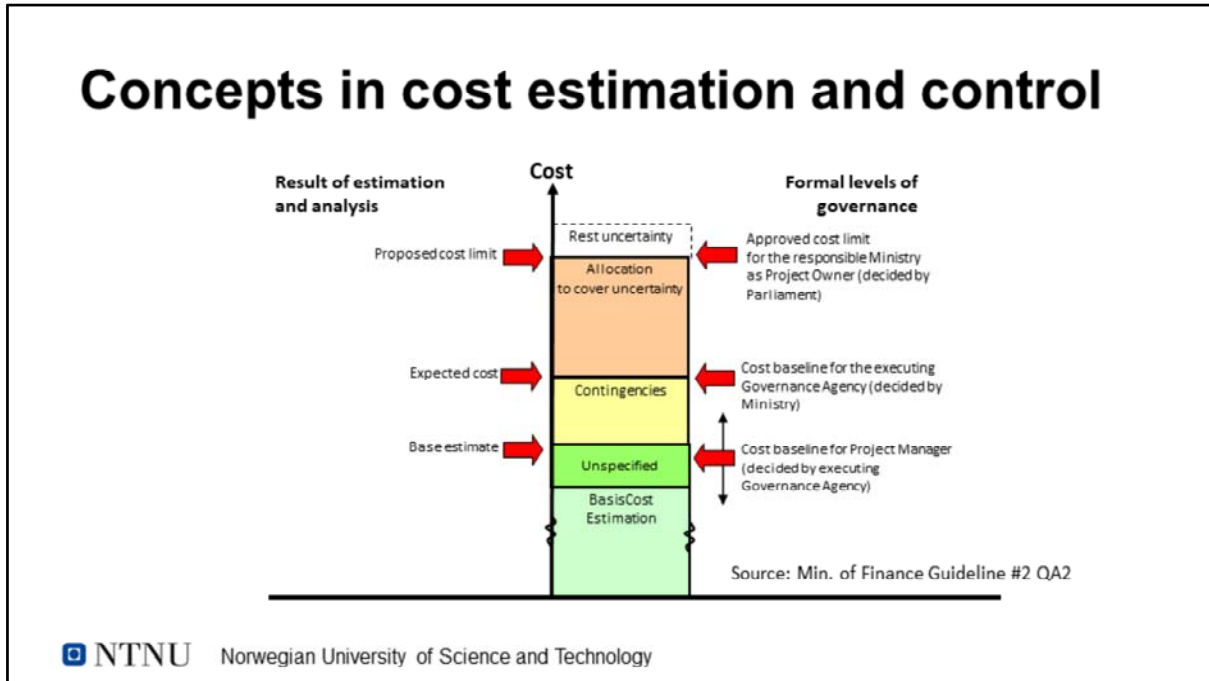 Concepts in cost estimation and control
Result of estimation
and analysis
Cost
Formal levels of
governance
Rest uncertainty
Proposed cost limit
Approved cost limit
for the responsible Ministry
as Project Owner (decided by
Parliament)
Allocation
to cover uncertainty
Expected cost
Cost baseline for the executing
Governance Agency (decided by
Ministry)
Contingencies
Base estimate
Cost baseline for Project Manager
(decided by executing
Governance Agency)
Unspecified
BasisCost
Estimation
Source: Min. of Finance Guideline #2 QA2
NTNU
Norwegian University of Science and Technology